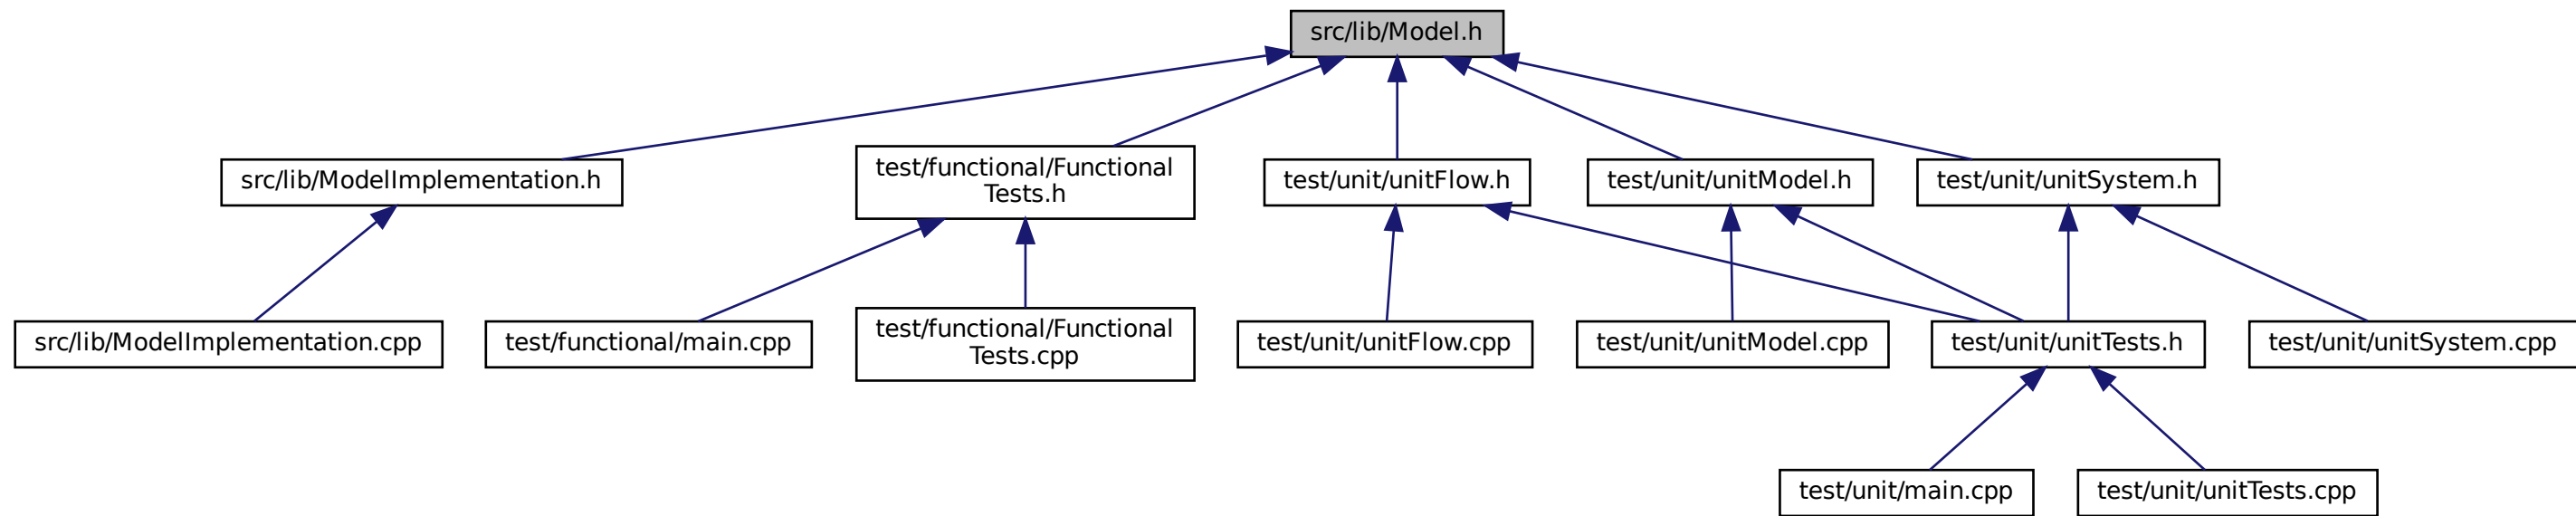 src/lib/Model.h
src/lib/ModelImplementation.h
test/functional/Functional
Tests.h
test/unit/unitFlow.h
test/unit/unitModel.h
test/unit/unitSystem.h
src/lib/ModelImplementation.cpp
test/functional/main.cpp
test/functional/Functional
Tests.cpp
test/unit/unitFlow.cpp
test/unit/unitModel.cpp
test/unit/unitTests.h
test/unit/unitSystem.cpp
test/unit/main.cpp
test/unit/unitTests.cpp